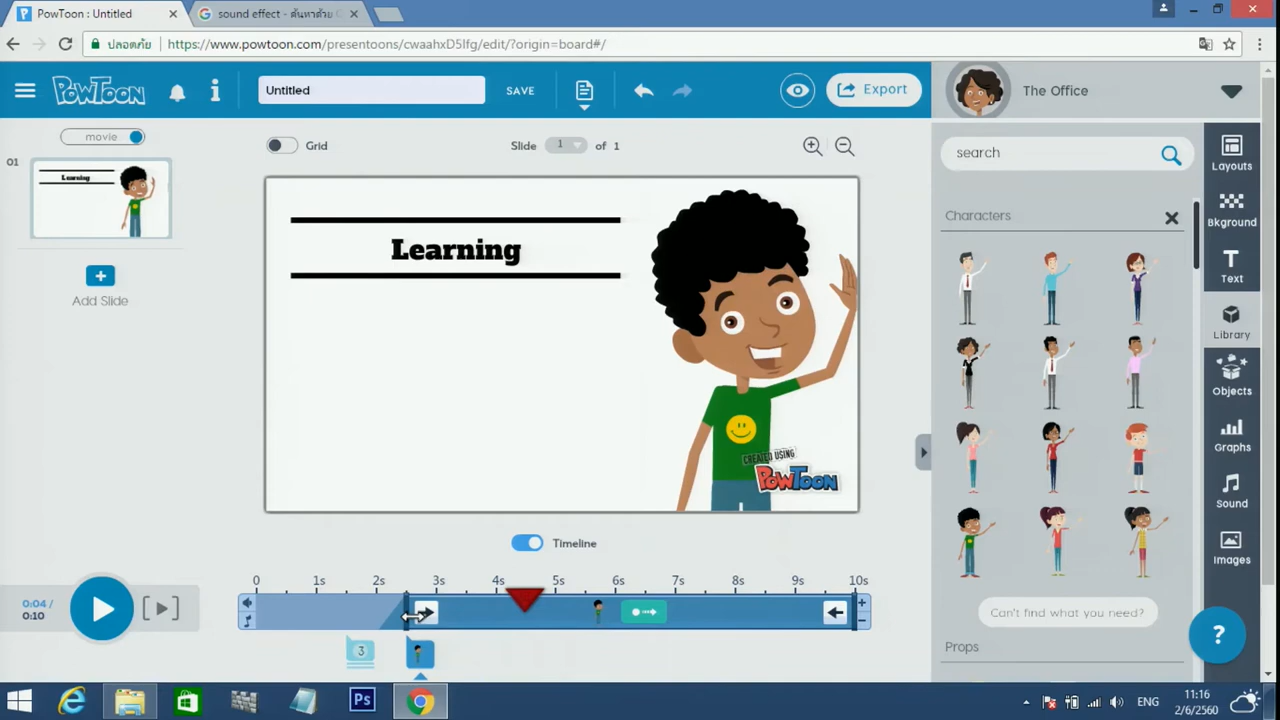 PowToon : Untitled
sound effect - ค้นหาด้วย G
ปลอดภัย
https://www.powtoon.com/presentoons/cwaahxD5Ifg/edit/?origin=board#/
POWTOON
Untitled
SAVE
Export
The Office
movie
Grid
Slide 1 of 1
search
Layouts
01
Learning
Learning
Characters
Bkground
Text
Add Slide
Library
Objects
Graphs
CREATED USING
POWTOON
Sound
Timeline
Images
0 1s 2s 3s 4s 5s 6s 7s 8s 9s 10s
0:04 /
0:10
Can't find what you need?
?
3
Props
Ps
ENG
11:16
2/6/2560